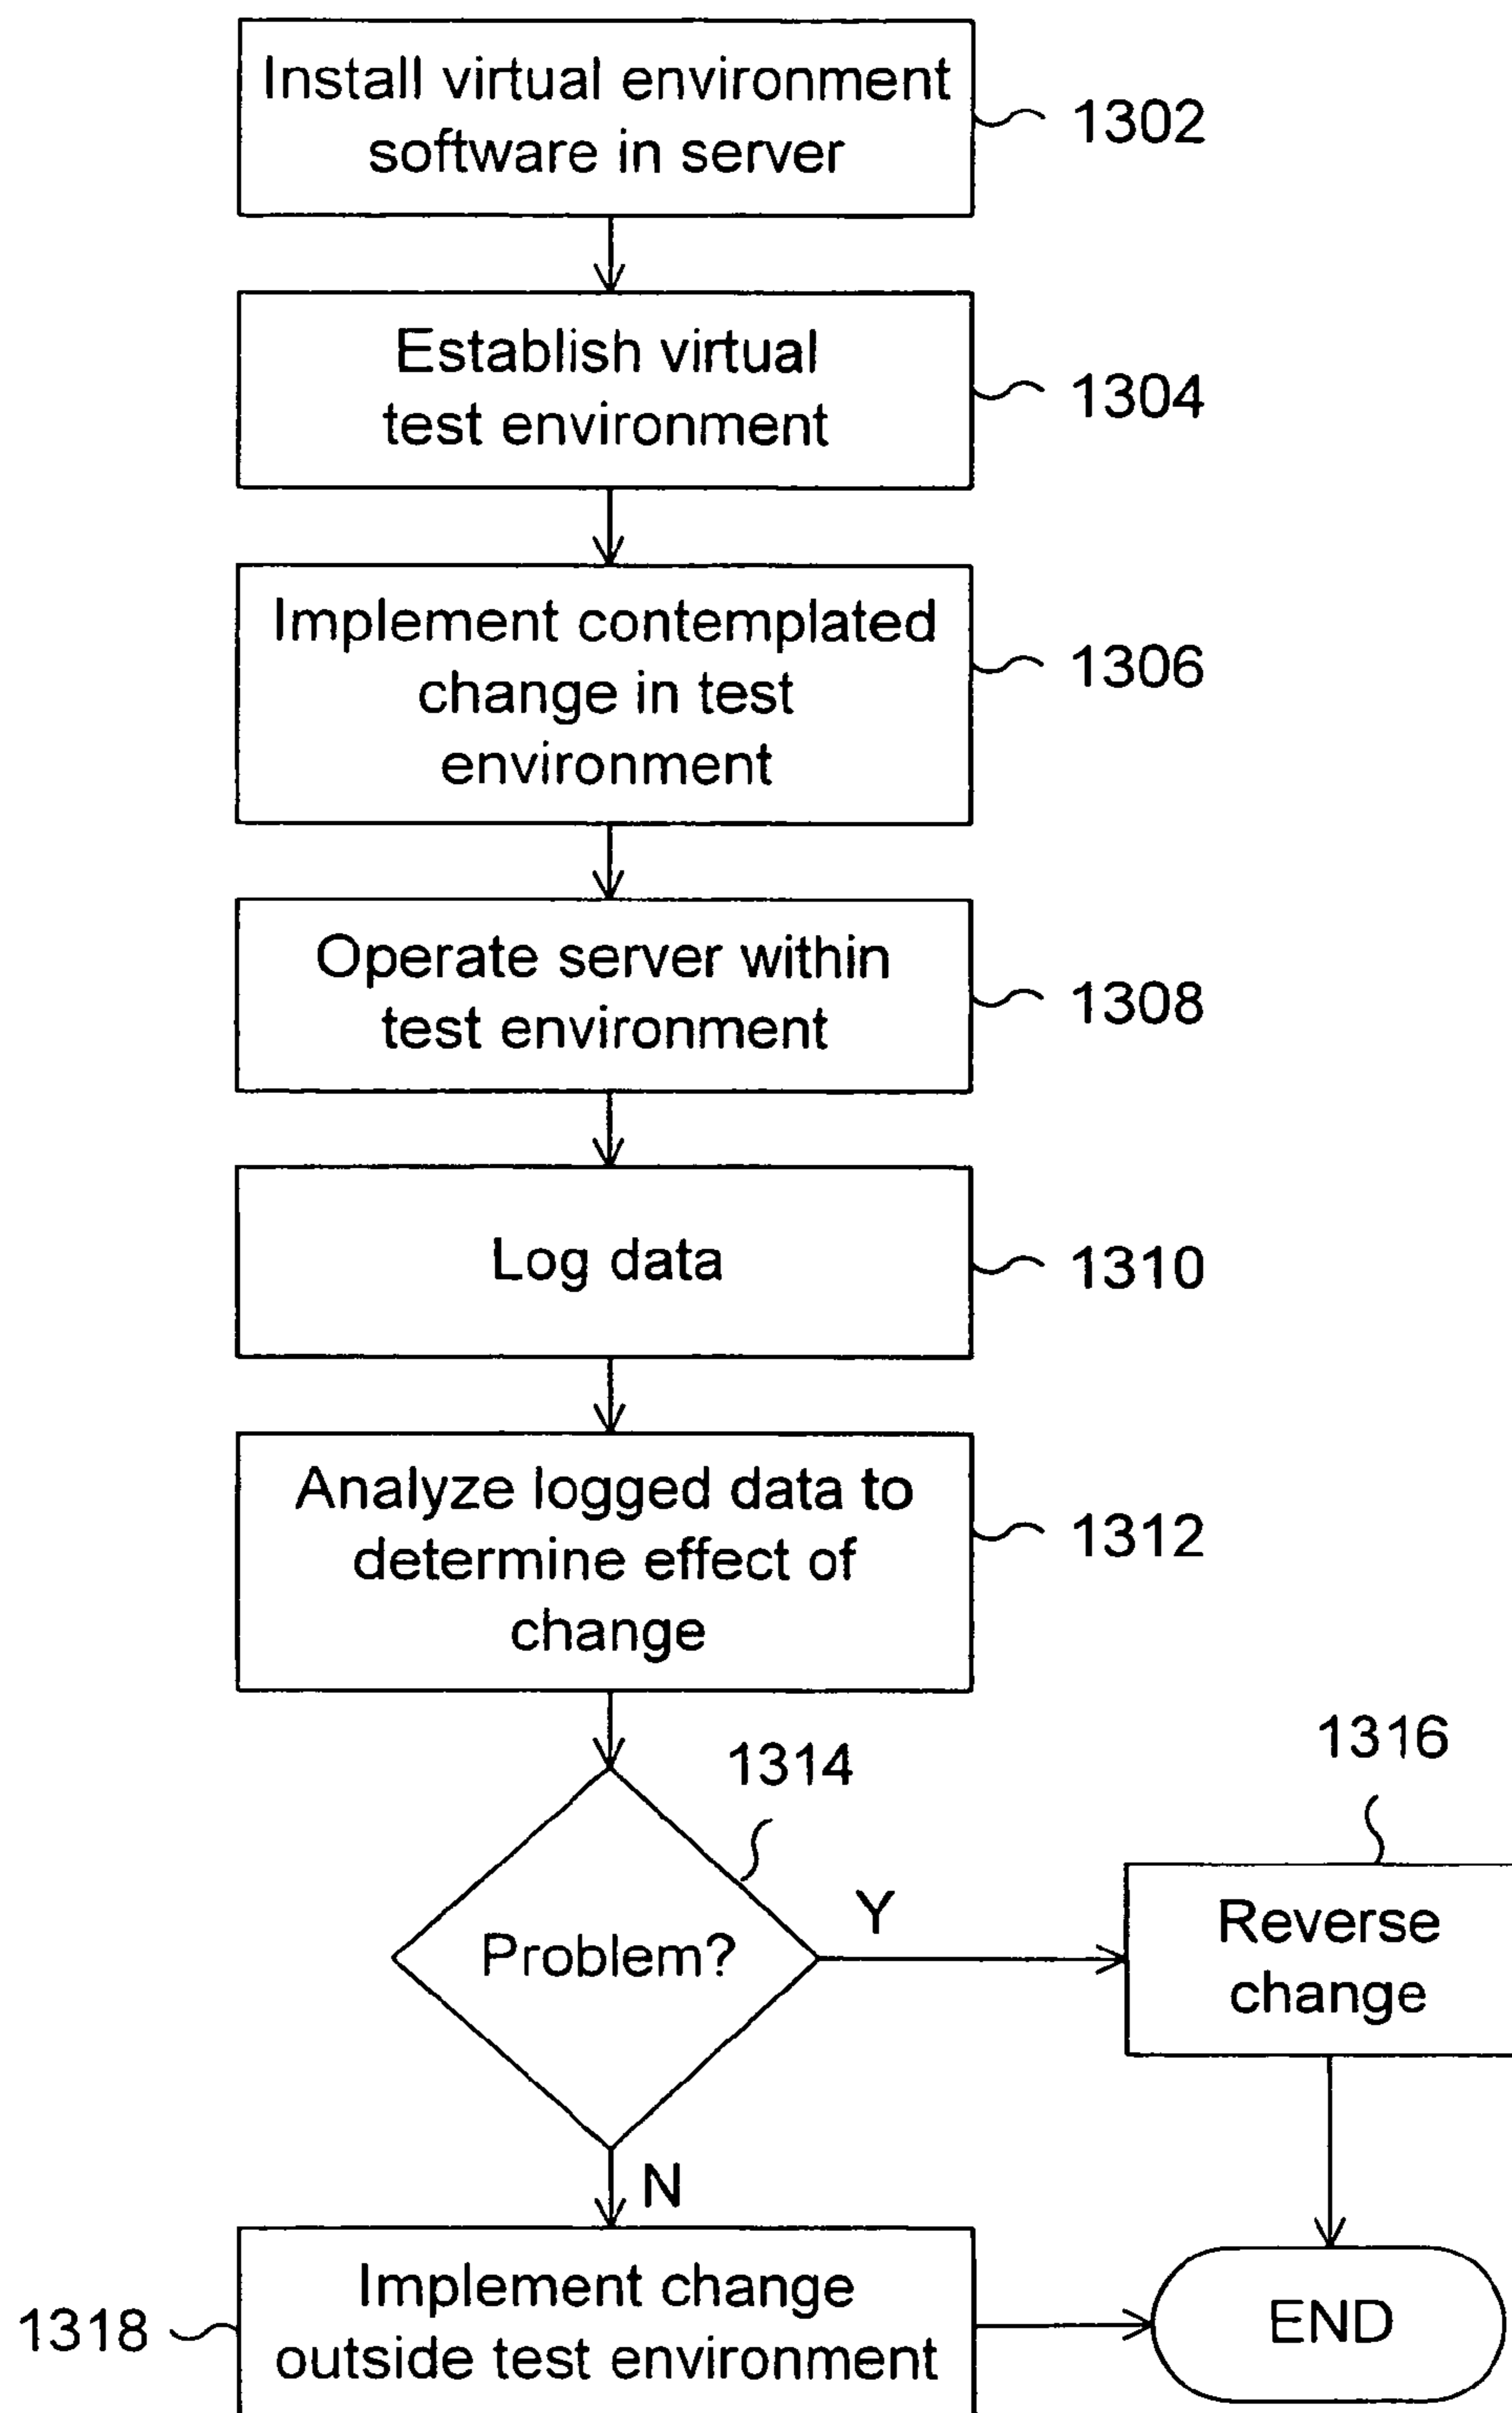 Install virtual environment
software in server
1302
Establish virtual
test environment
1304
Implement contemplated
change in test
environment
1306
Operate server within
test environment
1308
Log data
1310
Analyze logged data to
determine effect of
change
1312
1314
Problem?
Y
1316
Reverse
change
N
1318
Implement change
outside test environment
END